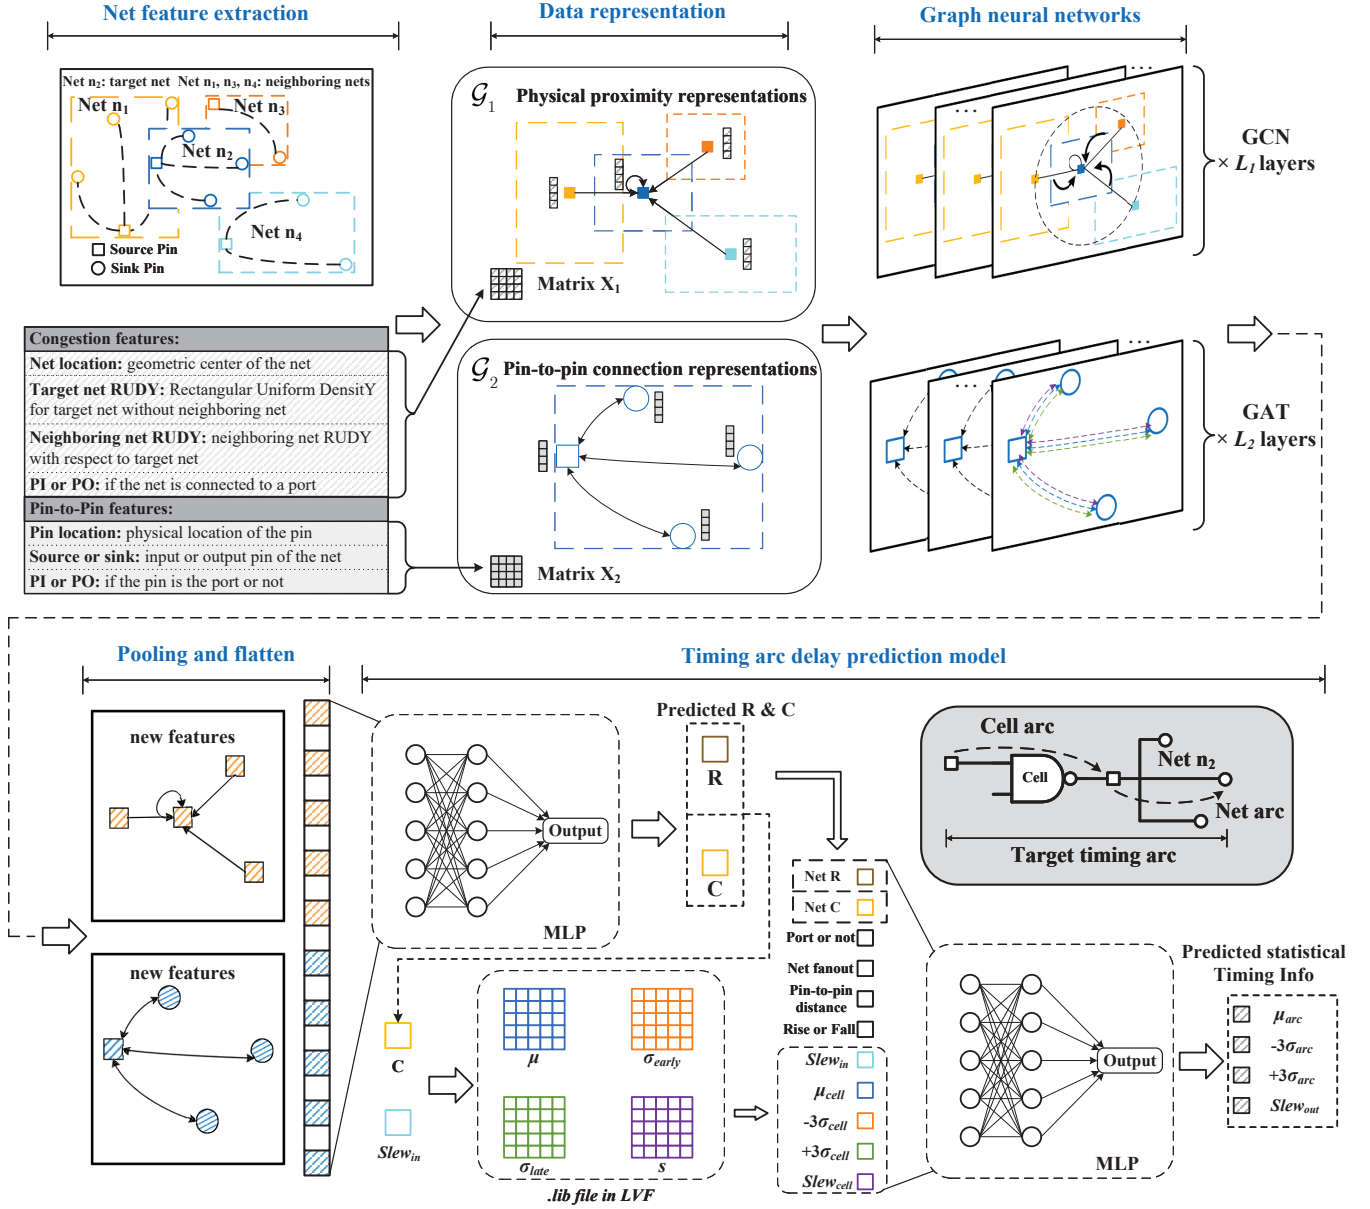 Net feature extraction
Data representation
Graph neural networks
Net n2: target net Net n1, n3, n4: neighboring nets
Net n1
Net n3
Net n2
Net n4
Source Pin
Sink Pin
G1 Physical proximity representations
Matrix X1
...
...
GCN
× L1 layers
Congestion features:
Net location: geometric center of the net
Target net RUDY: Rectangular Uniform DensitY
for target net without neighboring net
Neighboring net RUDY: neighboring net RUDY
with respect to target net
PI or PO: if the net is connected to a port
Pin-to-Pin features:
Pin location: physical location of the pin
Source or sink: input or output pin of the net
PI or PO: if the pin is the port or not
G2 Pin-to-pin connection representations
Matrix X2
...
...
GAT
× L2 layers
Pooling and flatten
Timing arc delay prediction model
new features
new features
Output
MLP
Predicted R & C
R
C
Cell arc
Cell
Net n2
Net arc
Target timing arc
Net R
Net C
Port or not
Net fanout
Pin-to-pin
distance
Rise or Fall
Slewin
μcell
-3σcell
+3σcell
Slewcell
C
Slewin
μ
σearly
σlate
s
.lib file in LVF
Output
MLP
Predicted statistical
Timing Info
μarc
-3σarc
+3σarc
Slewout